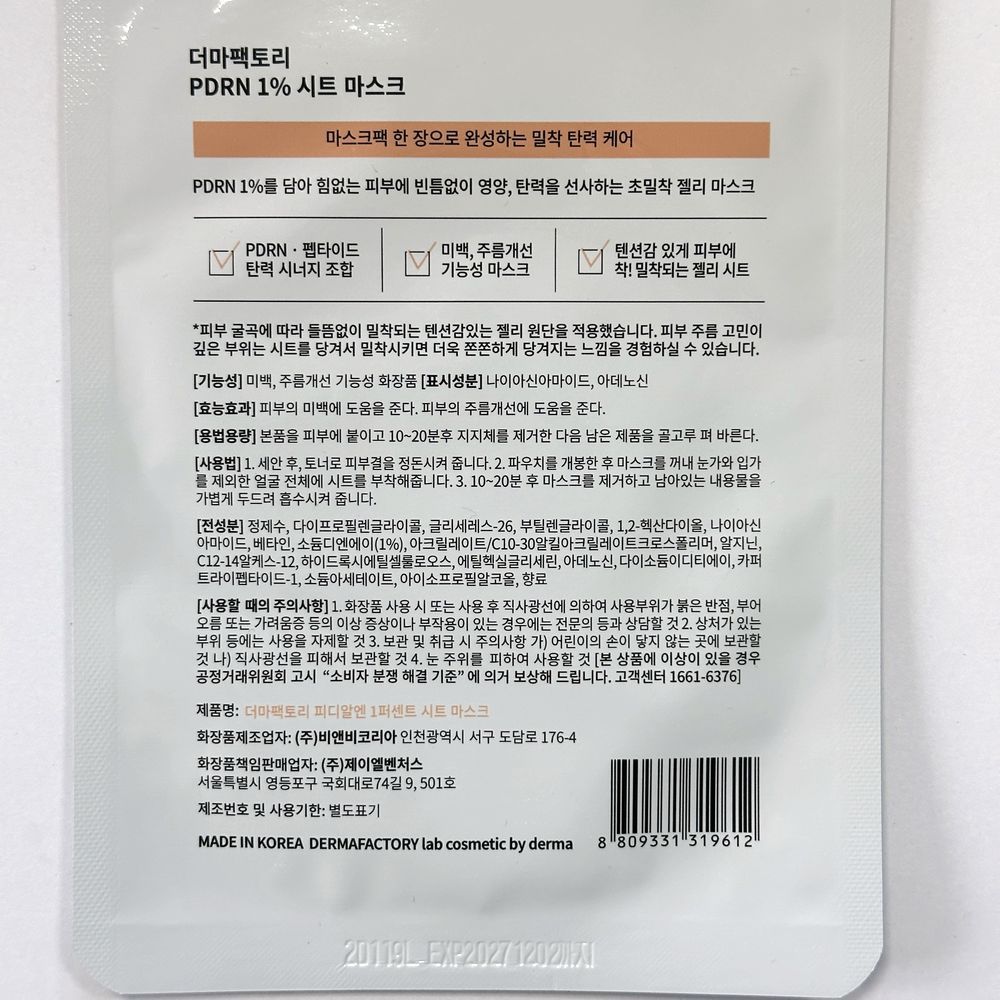 더마팩토리
PDRN 1% 시트 마스크
마스크팩 한 장으로 완성하는 밀착 탄력 케어
PDRN 1%를 담아 힘없는 피부에 빈틈없이 영양, 탄력을 선사하는 초밀착 젤리 마스크
PDRN · 펩타이드
탄력 시너지 조합
미백, 주름개선
기능성 마스크
텐션감 있게 피부에
착! 밀착되는 젤리 시트
*피부 굴곡에 따라 들뜸없이 밀착되는 텐션감있는 젤리 원단을 적용했습니다. 피부 주름 고민이
깊은 부위는 시트를 당겨서 밀착시키면 더욱 쫀쫀하게 당겨지는 느낌을 경험하실 수 있습니다.
[기능성] 미백, 주름개선 기능성 화장품 [표시성분] 나이아신아마이드, 아데노신
[효능효과] 피부의 미백에 도움을 준다. 피부의 주름개선에 도움을 준다.
[용법용량] 본품을 피부에 붙이고 10~20분후 지지체를 제거한 다음 남은 제품을 골고루 펴 바른다.
[사용법] 1. 세안 후, 토너로 피부결을 정돈시켜 줍니다. 2. 파우치를 개봉한 후 마스크를 꺼내 눈가와 입가
를 제외한 얼굴 전체에 시트를 부착해줍니다. 3. 10~20분 후 마스크를 제거하고 남아있는 내용물을
가볍게 두드려 흡수시켜 줍니다.
[전성분] 정제수, 다이프로필렌글라이콜, 글리세레스-26, 부틸렌글라이콜, 1,2-헥산다이올, 나이아신
아마이드, 베타인, 소듐디엔에이(1%), 아크릴레이트/C10-30알킬아크릴레이트크로스폴리머, 알지닌,
C12-14알케스-12, 하이드록시에틸셀룰로오스, 에틸헥실글리세린, 아데노신, 다이소듐이디티에이, 카퍼
트라이펩타이드-1, 소듐아세테이트, 아이소프로필알코올, 향료
[사용할 때의 주의사항] 1. 화장품 사용 시 또는 사용 후 직사광선에 의하여 사용부위가 붉은 반점, 부어
오름 또는 가려움증 등의 이상 증상이나 부작용이 있는 경우에는 전문의 등과 상담할 것 2. 상처가 있는
부위 등에는 사용을 자제할 것 3. 보관 및 취급 시 주의사항 가) 어린이의 손이 닿지 않는 곳에 보관할
것 나) 직사광선을 피해서 보관할 것 4. 눈 주위를 피하여 사용할 것 [본 상품에 이상이 있을 경우
공정거래위원회 고시 “소비자 분쟁 해결 기준” 에 의거 보상해 드립니다. 고객센터 1661-6376]
제품명: 더마팩토리 피디알엔 1퍼센트 시트 마스크
화장품제조업자: (주)비앤비코리아 인천광역시 서구 도담로 176-4
화장품책임판매업자: (주)제이엘벤처스
서울특별시 영등포구 국회대로74길 9, 501호
제조번호 및 사용기한: 별도표기
MADE IN KOREA DERMAFACTORY lab cosmetic by derma
8 809331 319612
20119L_EXP20271202까지